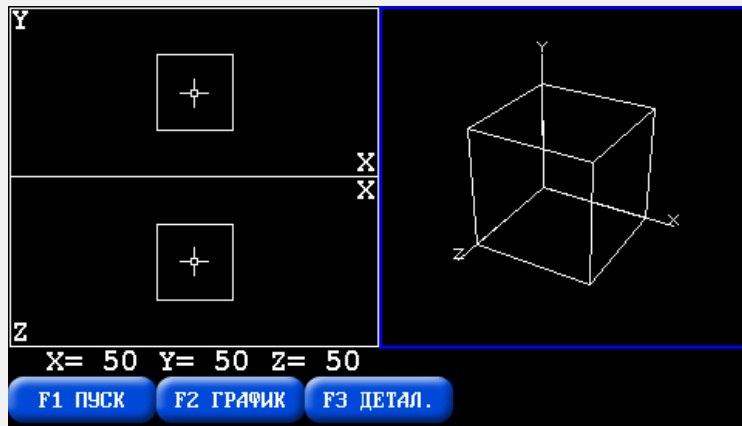 Y
X
X
Z
Y
X
Z
X= 50 Y= 50 Z= 50
F1 ПУСК
F2 ГРАФИК
F3 ДЕТАЛ.